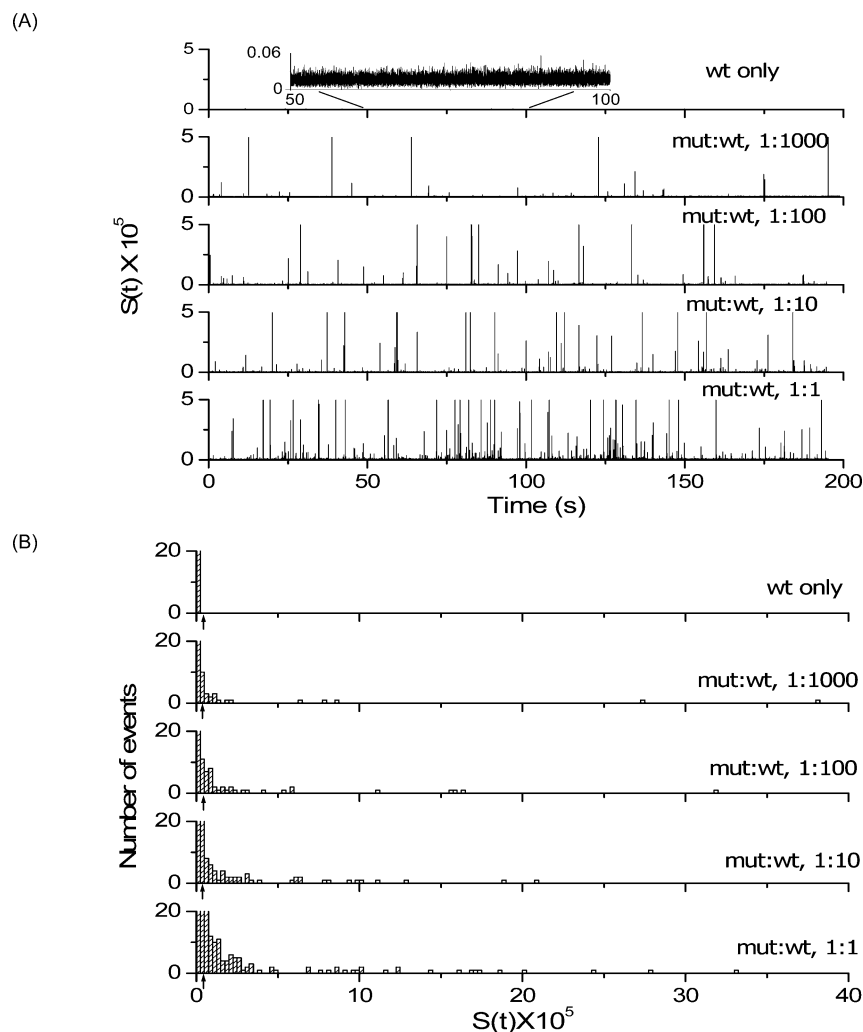 (A)
5
0
0.06
0
50
100
wt only
5
0
mut:wt, 1:1000
5
0
mut:wt, 1:100
5
0
mut:wt, 1:10
5
0
mut:wt, 1:1
S(t) X 10^5
0
50
100
150
200
Time (s)
(B)
20
0
wt only
20
0
mut:wt, 1:1000
20
0
mut:wt, 1:100
20
0
mut:wt, 1:10
20
0
mut:wt, 1:1
Number of events
0
10
20
30
40
S(t)X10^5